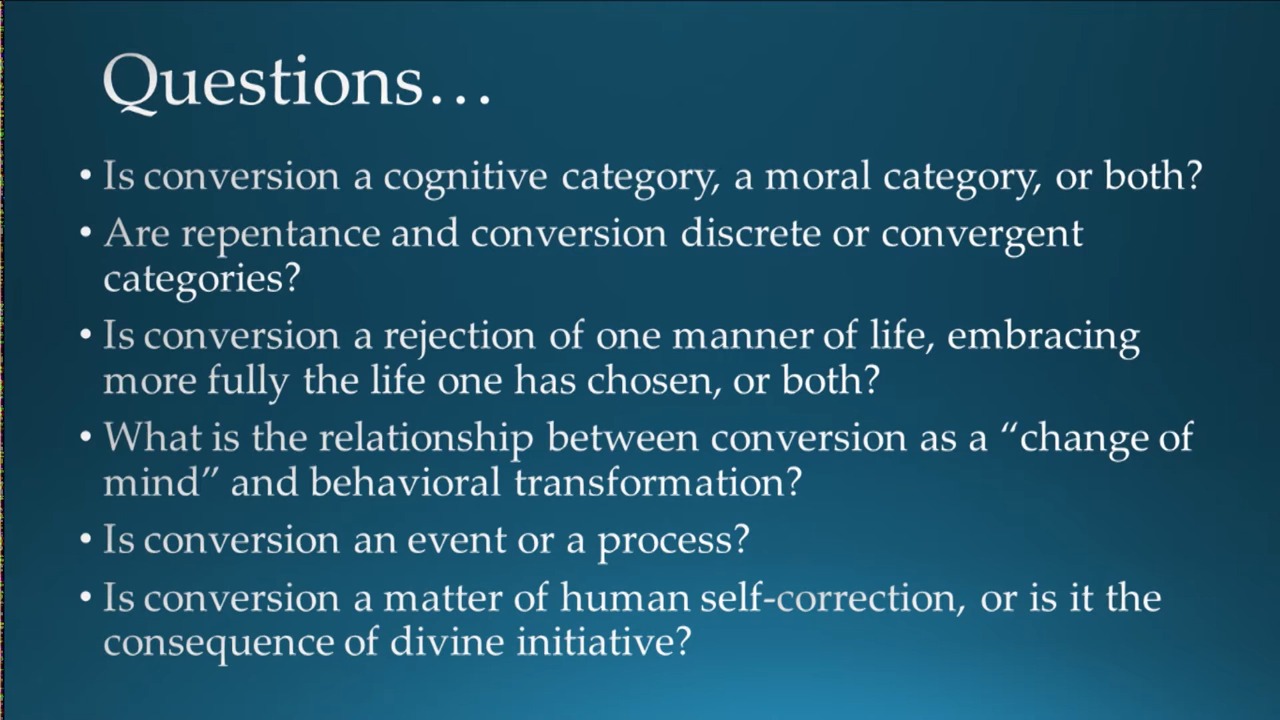 Questions…
• Is conversion a cognitive category, a moral category, or both?
• Are repentance and conversion discrete or convergent
categories?
• Is conversion a rejection of one manner of life, embracing
more fully the life one has chosen, or both?
• What is the relationship between conversion as a “change of
mind” and behavioral transformation?
• Is conversion an event or a process?
• Is conversion a matter of human self-correction, or is it the
consequence of divine initiative?